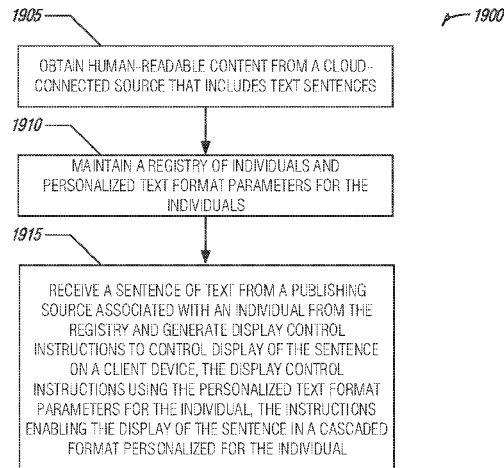 1905
1900
OBTAIN HUMAN-READABLE CONTENT FROM A CLOUD-
CONNECTED SOURCE THAT INCLUDES TEXT SENTENCES
1910
MAINTAIN A REGISTRY OF INDIVIDUALS AND
PERSONALIZED TEXT FORMAT PARAMETERS FOR THE
INDIVIDUALS
1915
RECEIVE A SENTENCE OF TEXT FROM A PUBLISHING
SOURCE ASSOCIATED WITH AN INDIVIDUAL FROM THE
REGISTRY AND GENERATE DISPLAY CONTROL
INSTRUCTIONS TO CONTROL DISPLAY OF THE SENTENCE
ON A CLIENT DEVICE, THE DISPLAY CONTROL
INSTRUCTIONS USING THE PERSONALIZED TEXT FORMAT
PARAMETERS FOR THE INDIVIDUAL, THE INSTRUCTIONS
ENABLING THE DISPLAY OF THE SENTENCE IN A CASCADED
FORMAT PERSONALIZED FOR THE INDIVIDUAL